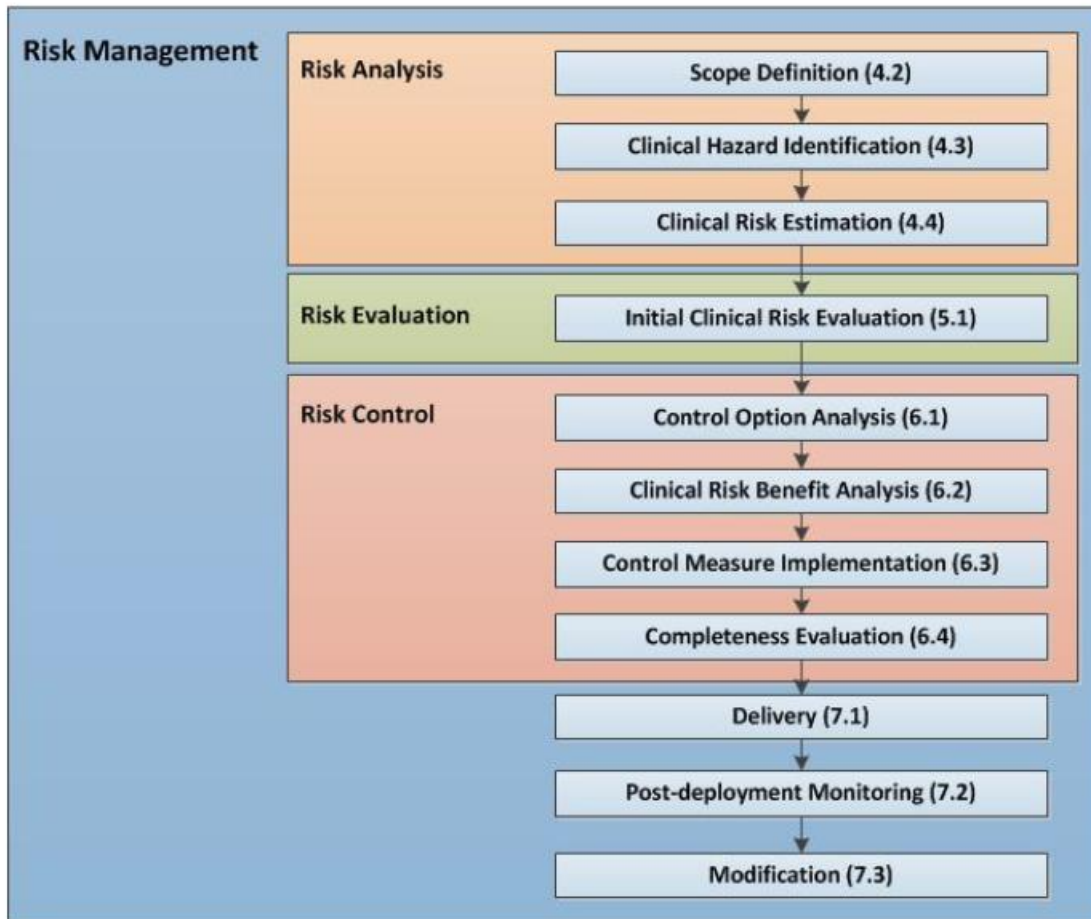 Risk Management
Risk Analysis
Scope Definition (4.2)
Clinical Hazard Identification (4.3)
Clinical Risk Estimation (4.4)
Risk Evaluation
Initial Clinical Risk Evaluation (5.1)
Risk Control
Control Option Analysis (6.1)
Clinical Risk Benefit Analysis (6.2)
Control Measure Implementation (6.3)
Completeness Evaluation (6.4)
Delivery (7.1)
Post-deployment Monitoring (7.2)
Modification (7.3)